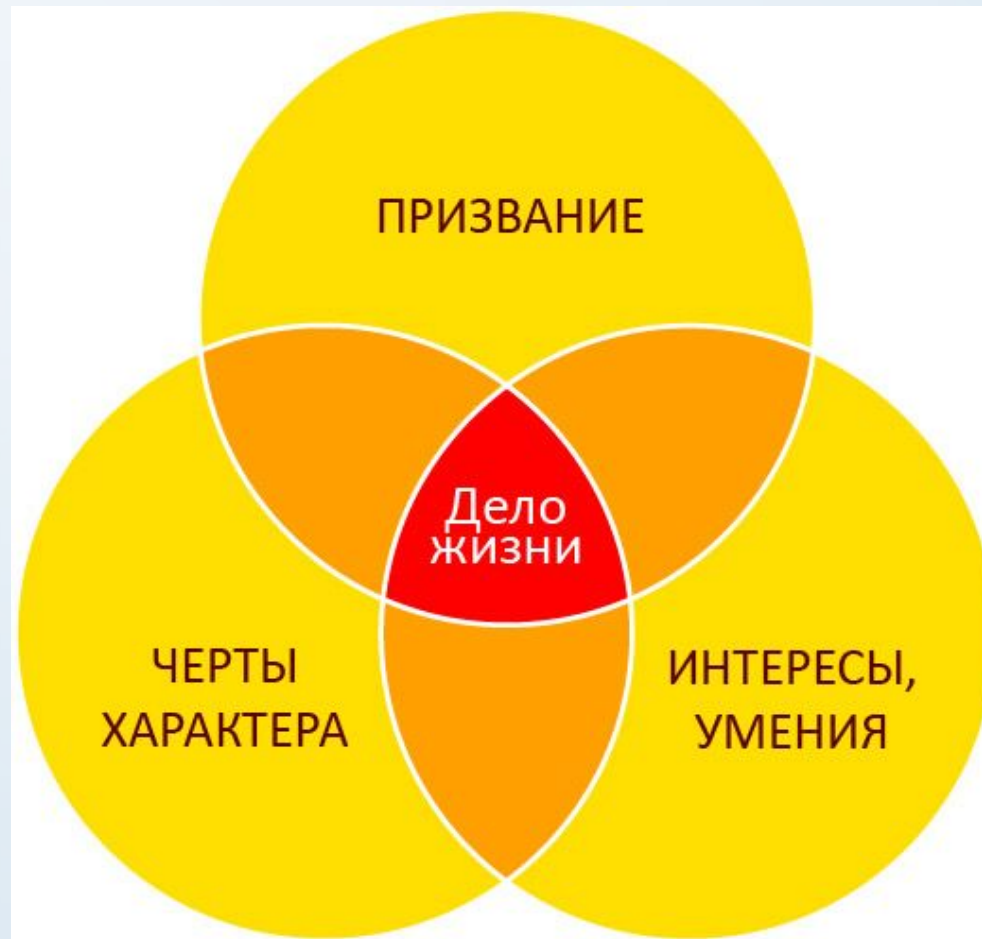 ПРИЗВАНИЕ
Дело
жизни
ЧЕРТЫ
ХАРАКТЕРА
ИНТЕРЕСЫ,
УМЕНИЯ